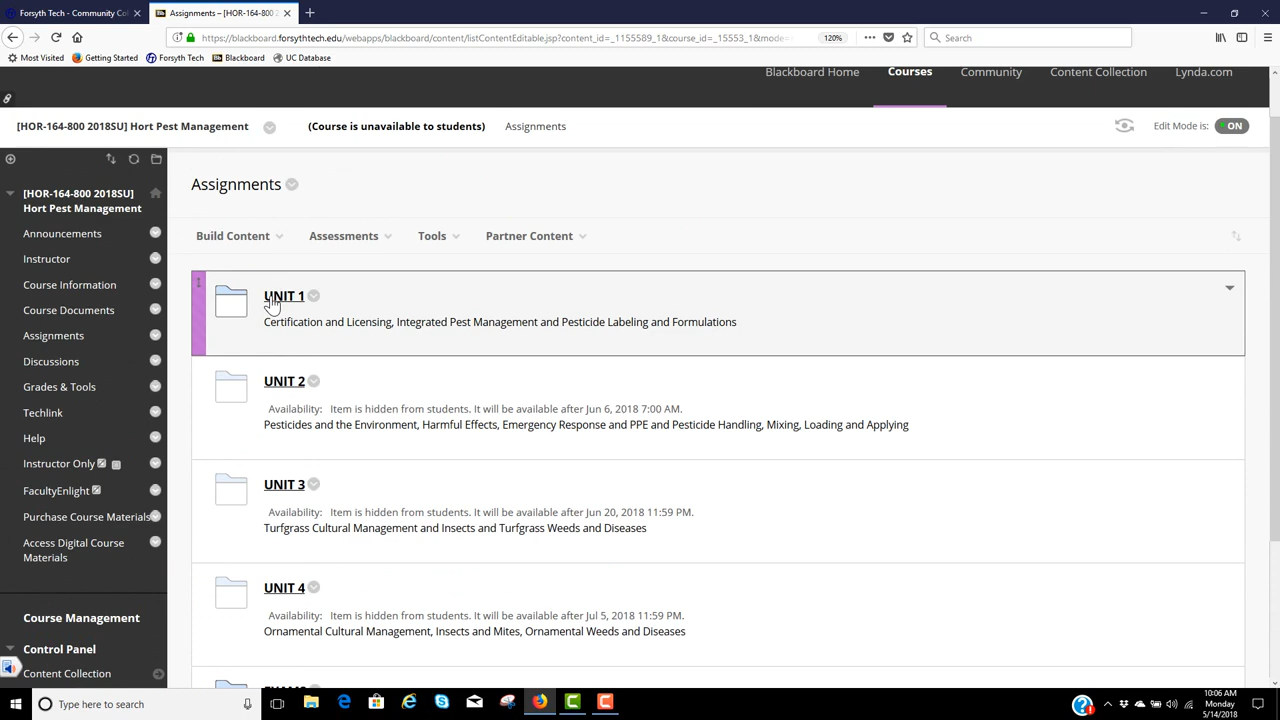 Forsyth Tech - Community Col
Assignments – [HOR-164-800 2
https://blackboard.forsythtech.edu/webapps/blackboard/content/listContentEditable.jsp?content_id=_1155589_1&course_id=_15553_1&mode=
120%
Search
Most Visited
Getting Started
Forsyth Tech
Blackboard
UC Database
Blackboard Home
Courses
Community
Content Collection
Lynda.com
[HOR-164-800 2018SU] Hort Pest Management
(Course is unavailable to students)
Assignments
Edit Mode is: ON
[HOR-164-800 2018SU]
Hort Pest Management
Announcements
Instructor
Course Information
Course Documents
Assignments
Discussions
Grades & Tools
Techlink
Help
Instructor Only
FacultyEnlight
Purchase Course Materials
Access Digital Course
Materials
Course Management
Control Panel
Content Collection
Assignments
Build Content
Assessments
Tools
Partner Content
UNIT 1
Certification and Licensing, Integrated Pest Management and Pesticide Labeling and Formulations
UNIT 2
Availability: Item is hidden from students. It will be available after Jun 6, 2018 7:00 AM.
Pesticides and the Environment, Harmful Effects, Emergency Response and PPE and Pesticide Handling, Mixing, Loading and Applying
UNIT 3
Availability: Item is hidden from students. It will be available after Jun 20, 2018 11:59 PM.
Turfgrass Cultural Management and Insects and Turfgrass Weeds and Diseases
UNIT 4
Availability: Item is hidden from students. It will be available after Jul 5, 2018 11:59 PM.
Ornamental Cultural Management, Insects and Mites, Ornamental Weeds and Diseases
Type here to search
10:06 AM
Monday
5/14/2018